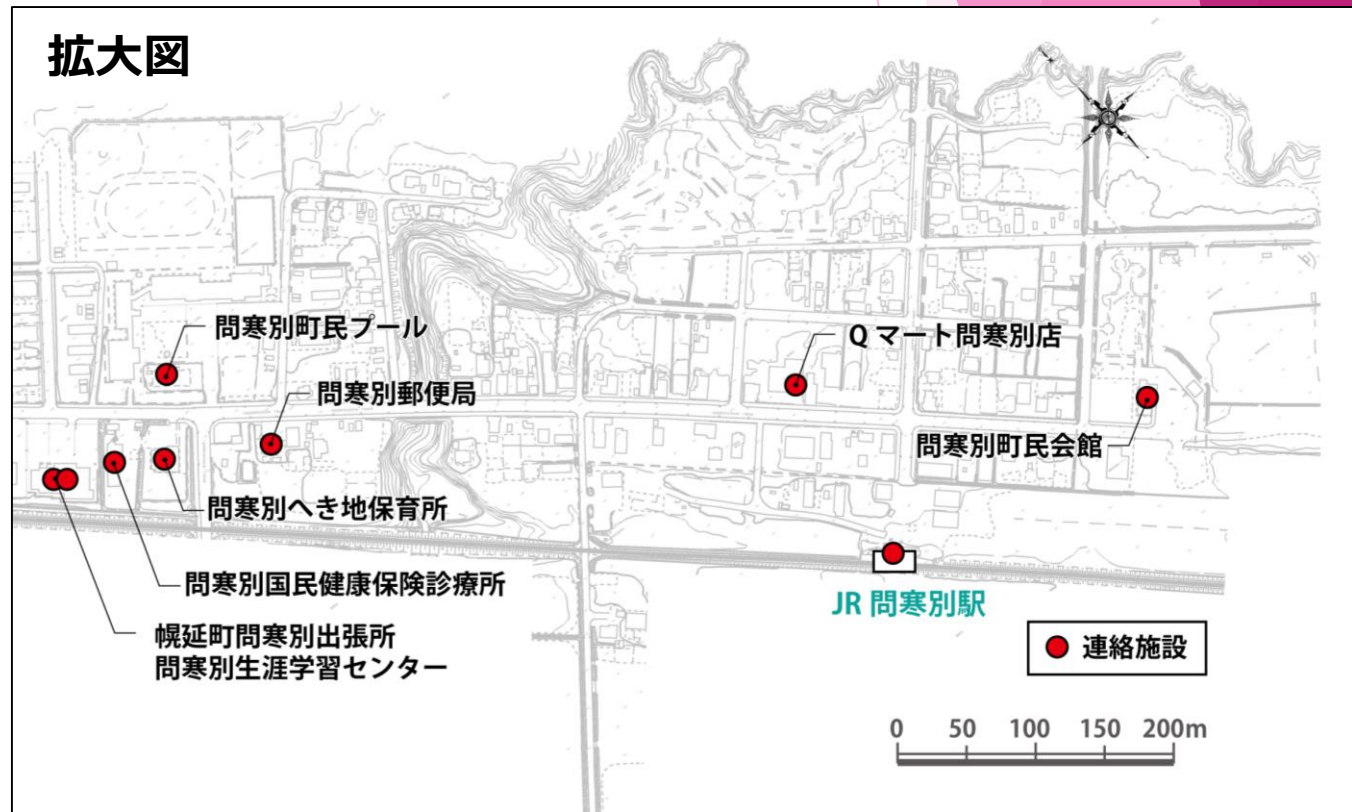 拡大図
問寒別町民プール
Qマート問寒別店
問寒別郵便局
問寒別町民会館
問寒別へき地保育所
問寒別国民健康保険診療所
JR 問寒別駅
幌延町問寒別出張所
問寒別生涯学習センター
連絡施設
0 50 100 150 200m